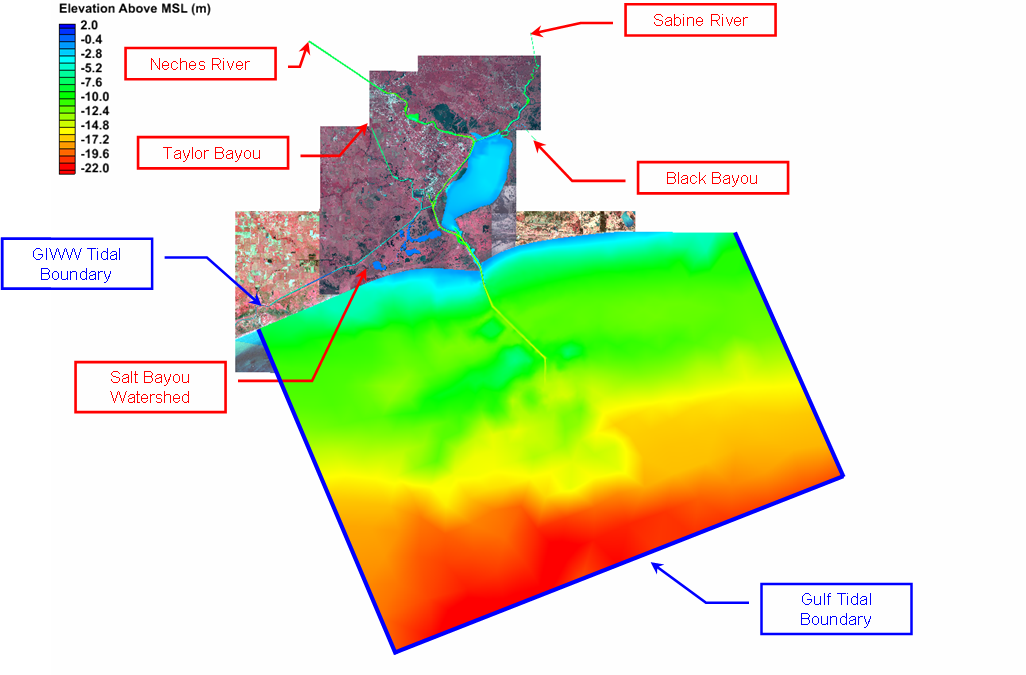 Elevation Above MSL (m)
2.0
-0.4
-2.8
-5.2
-7.6
-10.0
-12.4
-14.8
-17.2
-19.6
-22.0
Sabine River
Neches River
Taylor Bayou
Black Bayou
GIWW Tidal
Boundary
Salt Bayou
Watershed
Gulf Tidal
Boundary